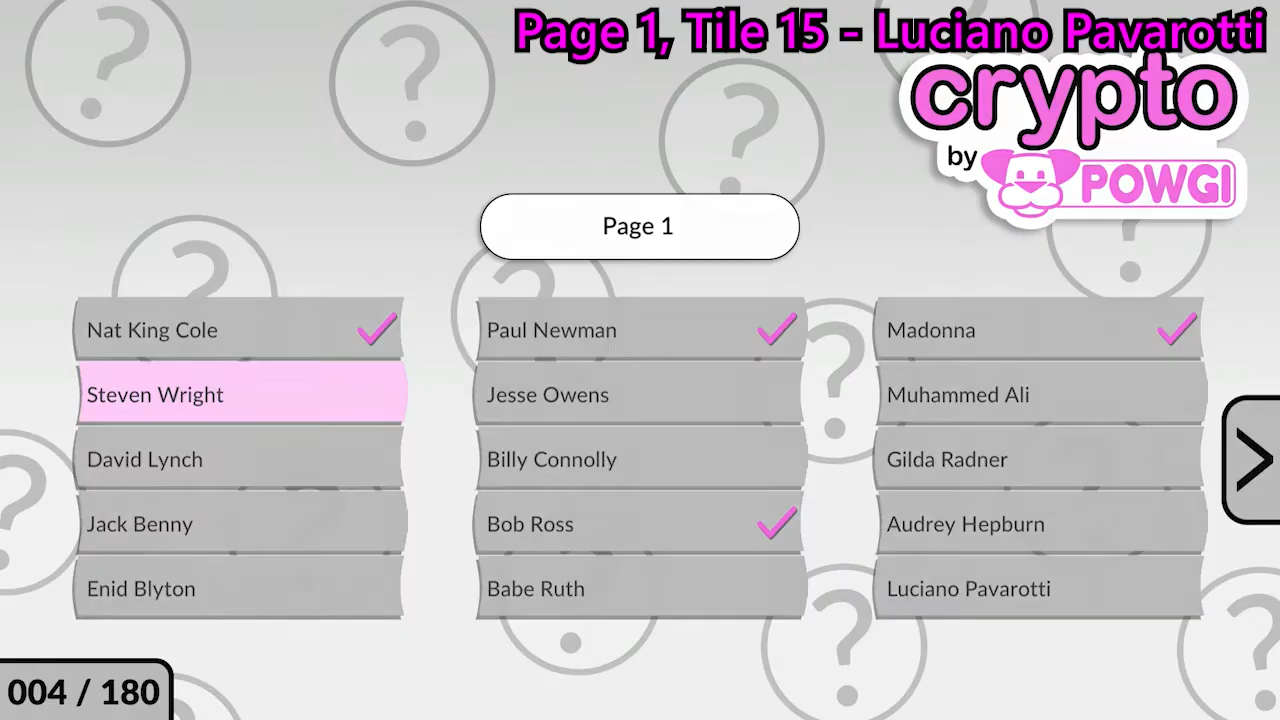 Page 1, Tile 15 - Luciano Pavarotti
crypto
by POWGI
Page 1
Nat King Cole
Paul Newman
Madonna
Steven Wright
Jesse Owens
Muhammed Ali
David Lynch
Billy Connolly
Gilda Radner
Jack Benny
Bob Ross
Audrey Hepburn
Enid Blyton
Babe Ruth
Luciano Pavarotti
004 / 180